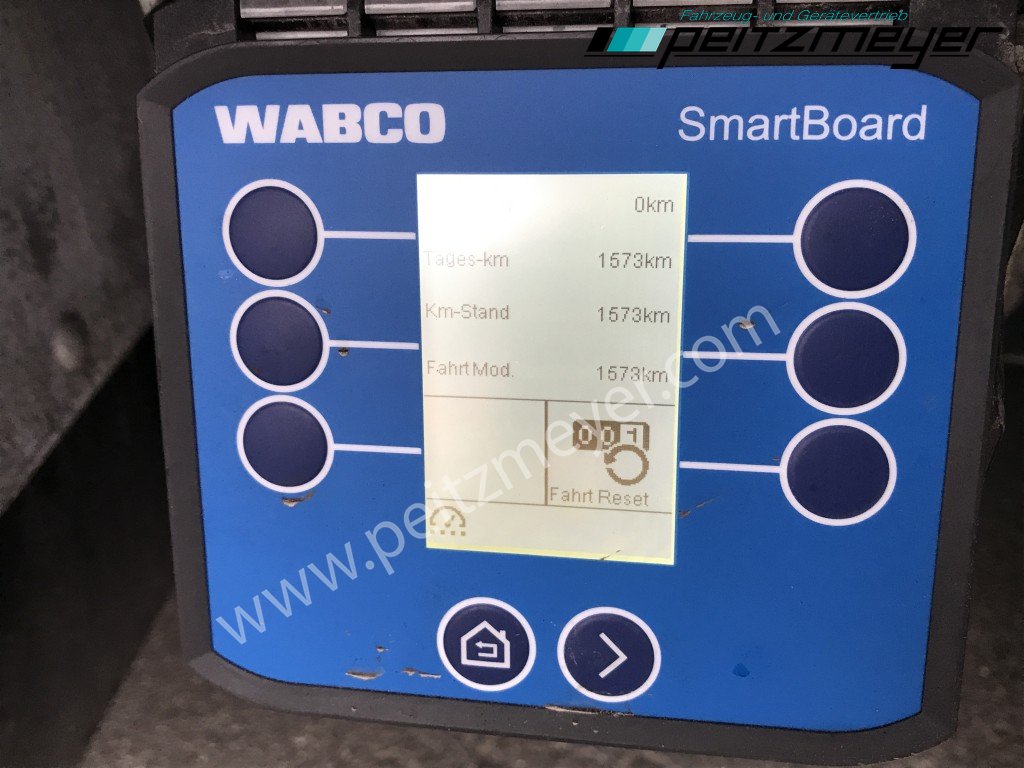 Fahrzeug- und Gerätevertrieb
peitzmeyer
WABCO SmartBoard
0km
Tages-km 1573km
Km-Stand 1573km
Fahrt Mod. 1573km
001
Fahrt Reset
www.peitzmeyer.com